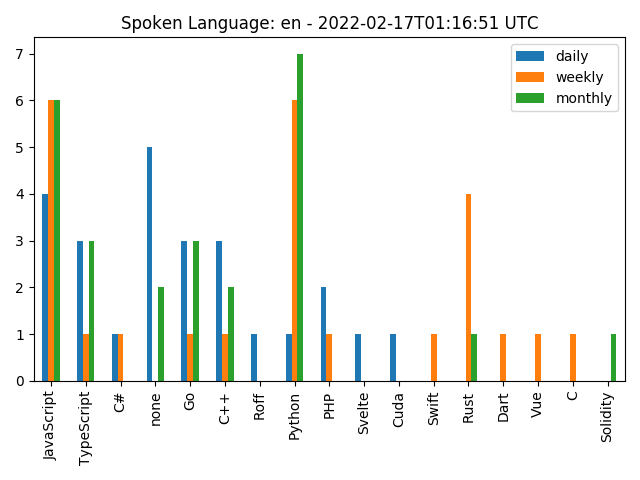 Spoken Language: en - 2022-02-17T01:16:51 UTC
daily
weekly
monthly
7
6
5
4
3
2
1
0
JavaScript
TypeScript
C#
none
Go
C++
Roff
Python
PHP
Svelte
Cuda
Swift
Rust
Dart
Vue
C
Solidity